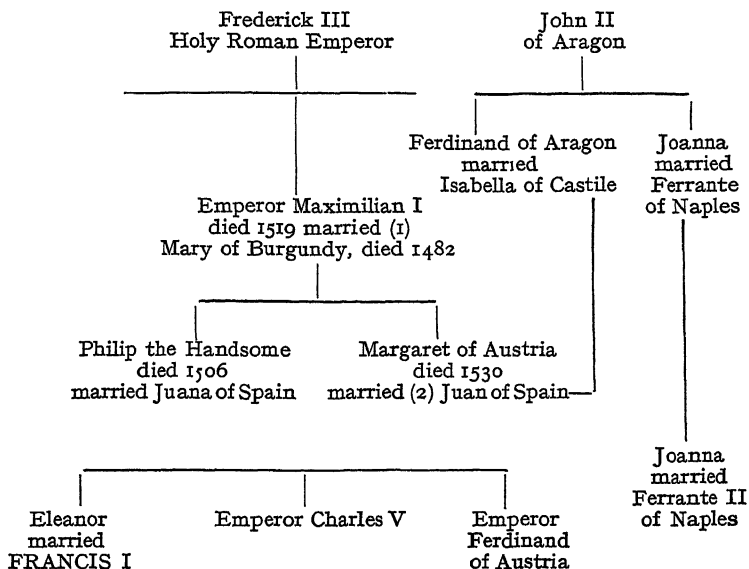 Frederick III
Holy Roman Emperor
John II
of Aragon
Ferdinand of Aragon
married
Isabella of Castile
Joanna
married
Ferrante
of Naples
Emperor Maximilian I
died 1519 married (1)
Mary of Burgundy, died 1482
Philip the Handsome
died 1506
married Juana of Spain
Margaret of Austria
died 1530
married (2) Juan of Spain
Joanna
married
Ferrante II
of Naples
Eleanor
married
FRANCIS I
Emperor Charles V
Emperor
Ferdinand
of Austria